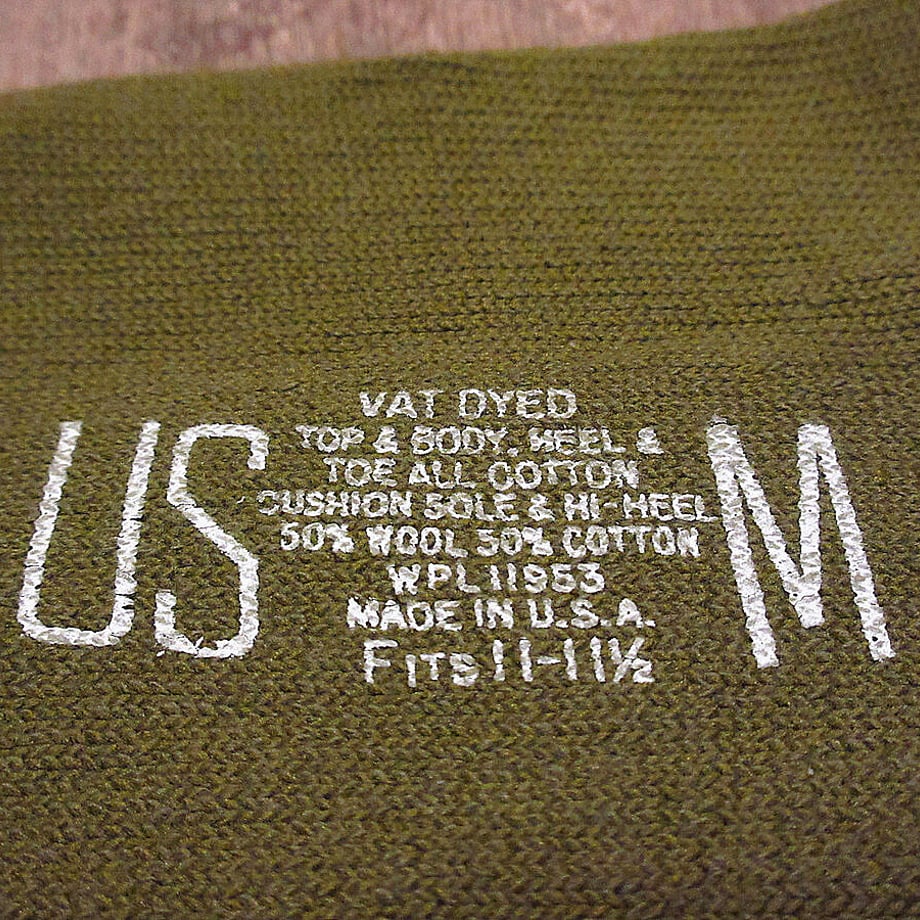 US
VAT DYED
TOP & BODY, HEEL &
TOE ALL COTTON
CUSHION SOLE & HI-HEEL
50% WOOL 50% COTTON
WPL 11953
MADE IN U.S.A.
FITS 11-11½
M